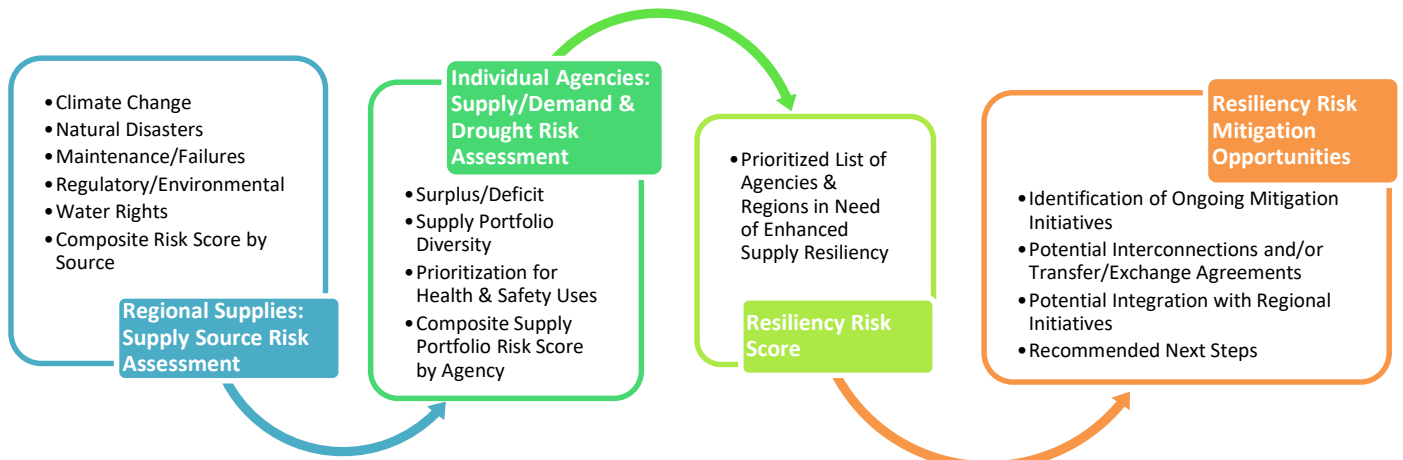 •Climate Change
•Natural Disasters
•Maintenance/Failures
•Regulatory/Environmental
•Water Rights
•Composite Risk Score by
Source
Regional Supplies:
Supply Source Risk
Assessment
Individual Agencies:
Supply/Demand &
Drought Risk
Assessment
•Surplus/Deficit
•Supply Portfolio
Diversity
•Prioritization for
Health & Safety Uses
•Composite Supply
Portfolio Risk Score
by Agency
•Prioritized List of
Agencies &
Regions in Need
of Enhanced
Supply Resiliency
Resiliency Risk
Score
Resiliency Risk
Mitigation
Opportunities
•Identification of Ongoing Mitigation
Initiatives
•Potential Interconnections and/or
Transfer/Exchange Agreements
•Potential Integration with Regional
Initiatives
•Recommended Next Steps